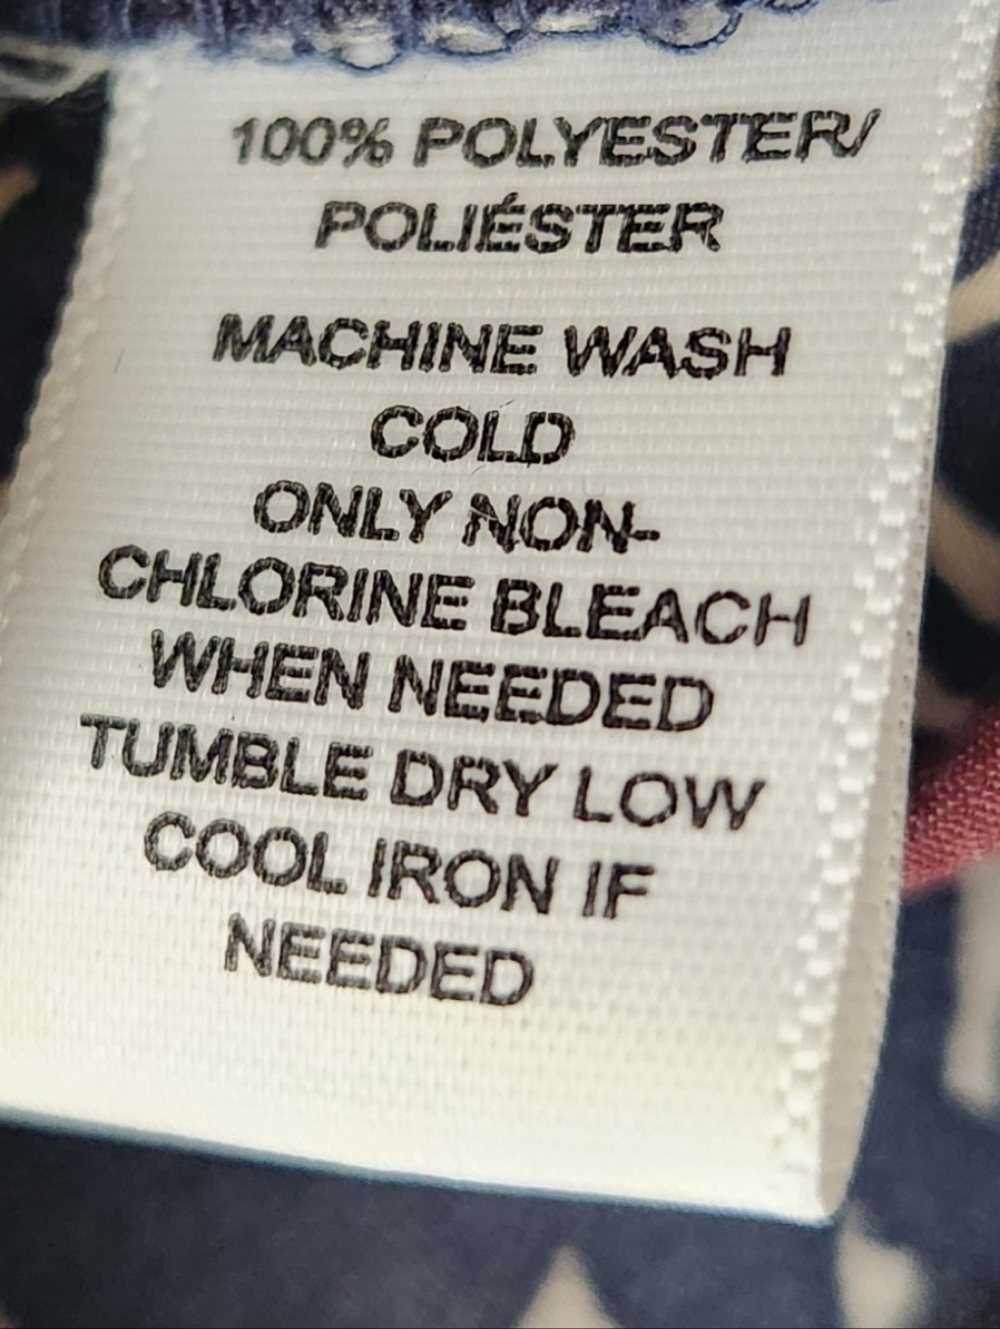 100% POLYESTER/
POLIÉSTER
MACHINE WASH
COLD
ONLY NON-
CHLORINE BLEACH
WHEN NEEDED
TUMBLE DRY LOW
COOL IRON IF
NEEDED